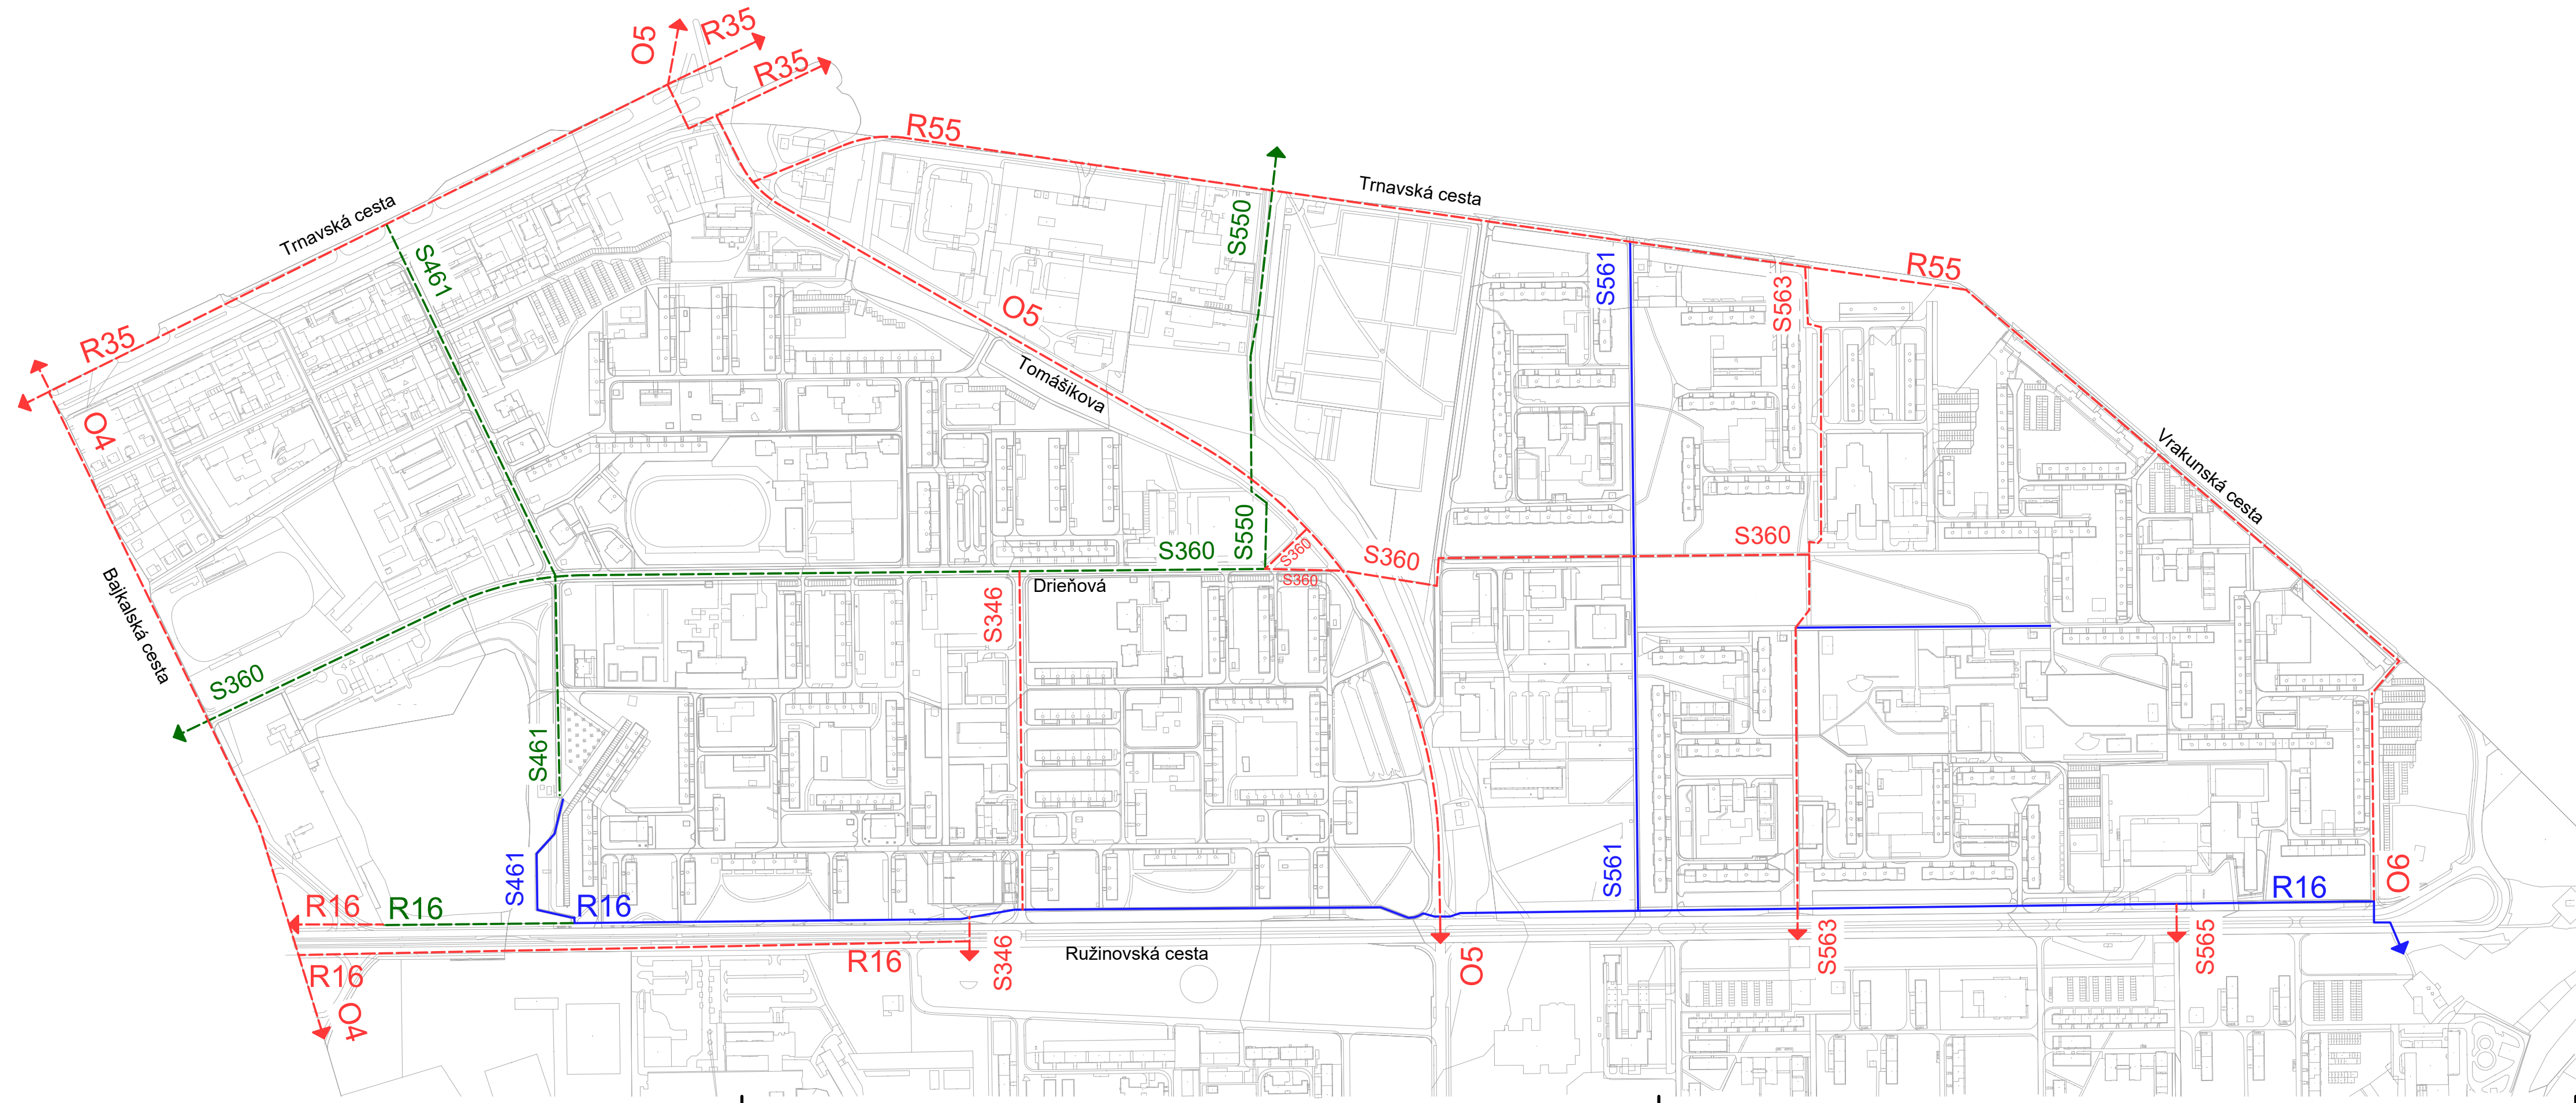 O5
R35
R35
R55
Trnavská cesta
Trnavská cesta
S550
S461
S561
R55
S563
O5
R35
Tomášikova
O4
Vrakunská cesta
S550
S360
S360
S360
S360
S360
Bajkalská cesta
Drieňová
S346
S360
S461
S461
S561
O6
R16
R16
R16
R16
Ružinovská cesta
S346
R16
R16
O5
S563
S565
O4